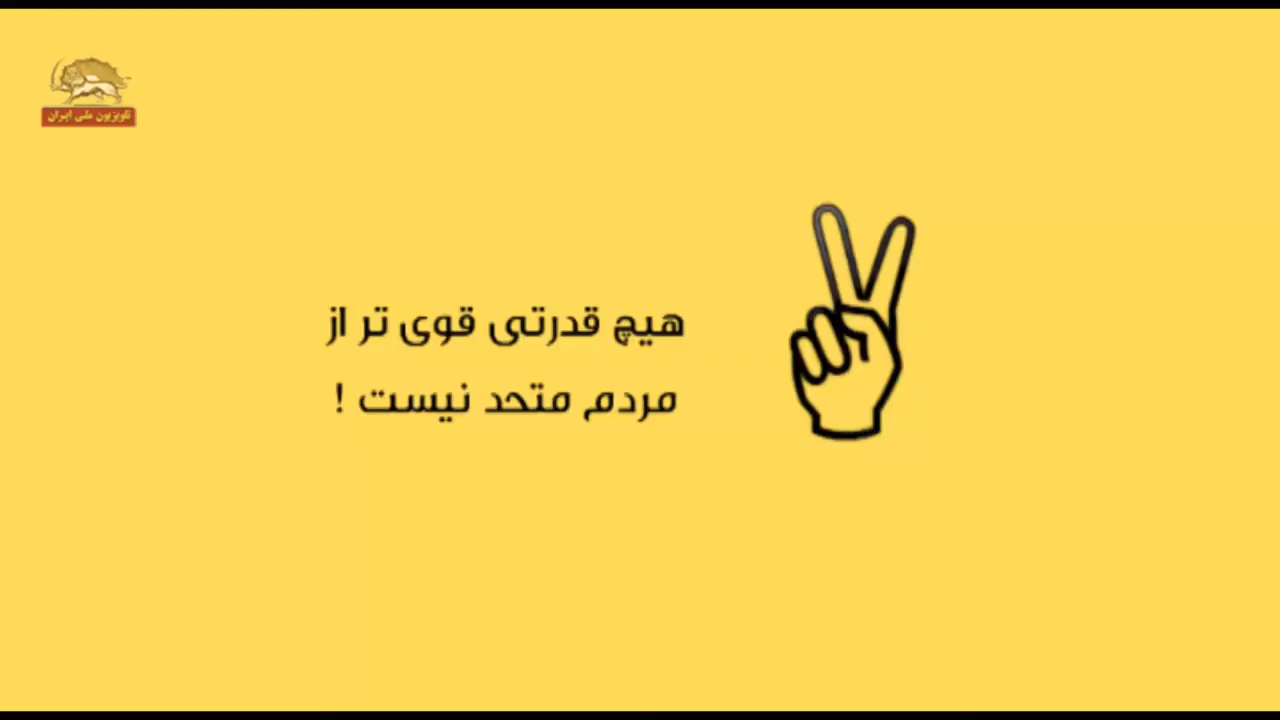 تلویزیون ملی ایران
هیچ قدرتی قوی تر از
مردم متحد نیست !